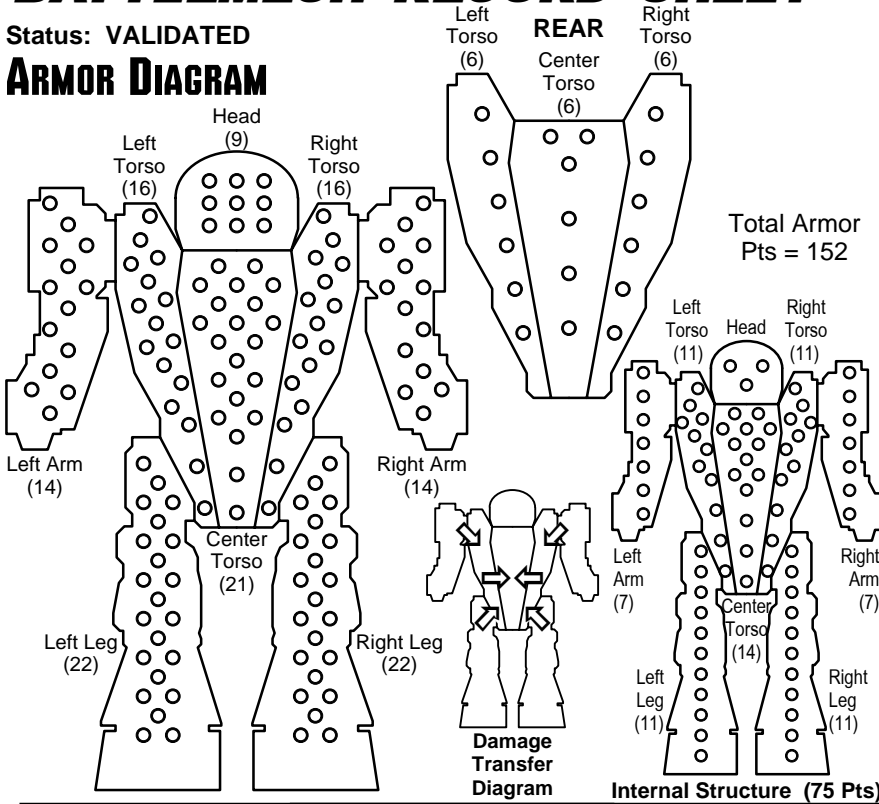 BATTLEMECH RECORD SHEET
Status: VALIDATED
ARMOR DIAGRAM
Head
(9)
Left
Torso
(16)
Right
Torso
(16)
Left Arm
(14)
Right Arm
(14)
Center
Torso
(21)
Left Leg
(22)
Right Leg
(22)
REAR
Left
Torso
(6)
Center
Torso
(6)
Right
Torso
(6)
Total Armor
Pts = 152
Damage
Transfer
Diagram
Left
Torso
(11)
Head
Right
Torso
(11)
Left
Arm
(7)
Right
Arm
(7)
Center
Torso
(14)
Left
Leg
(11)
Right
Leg
(11)
Internal Structure (75 Pts)